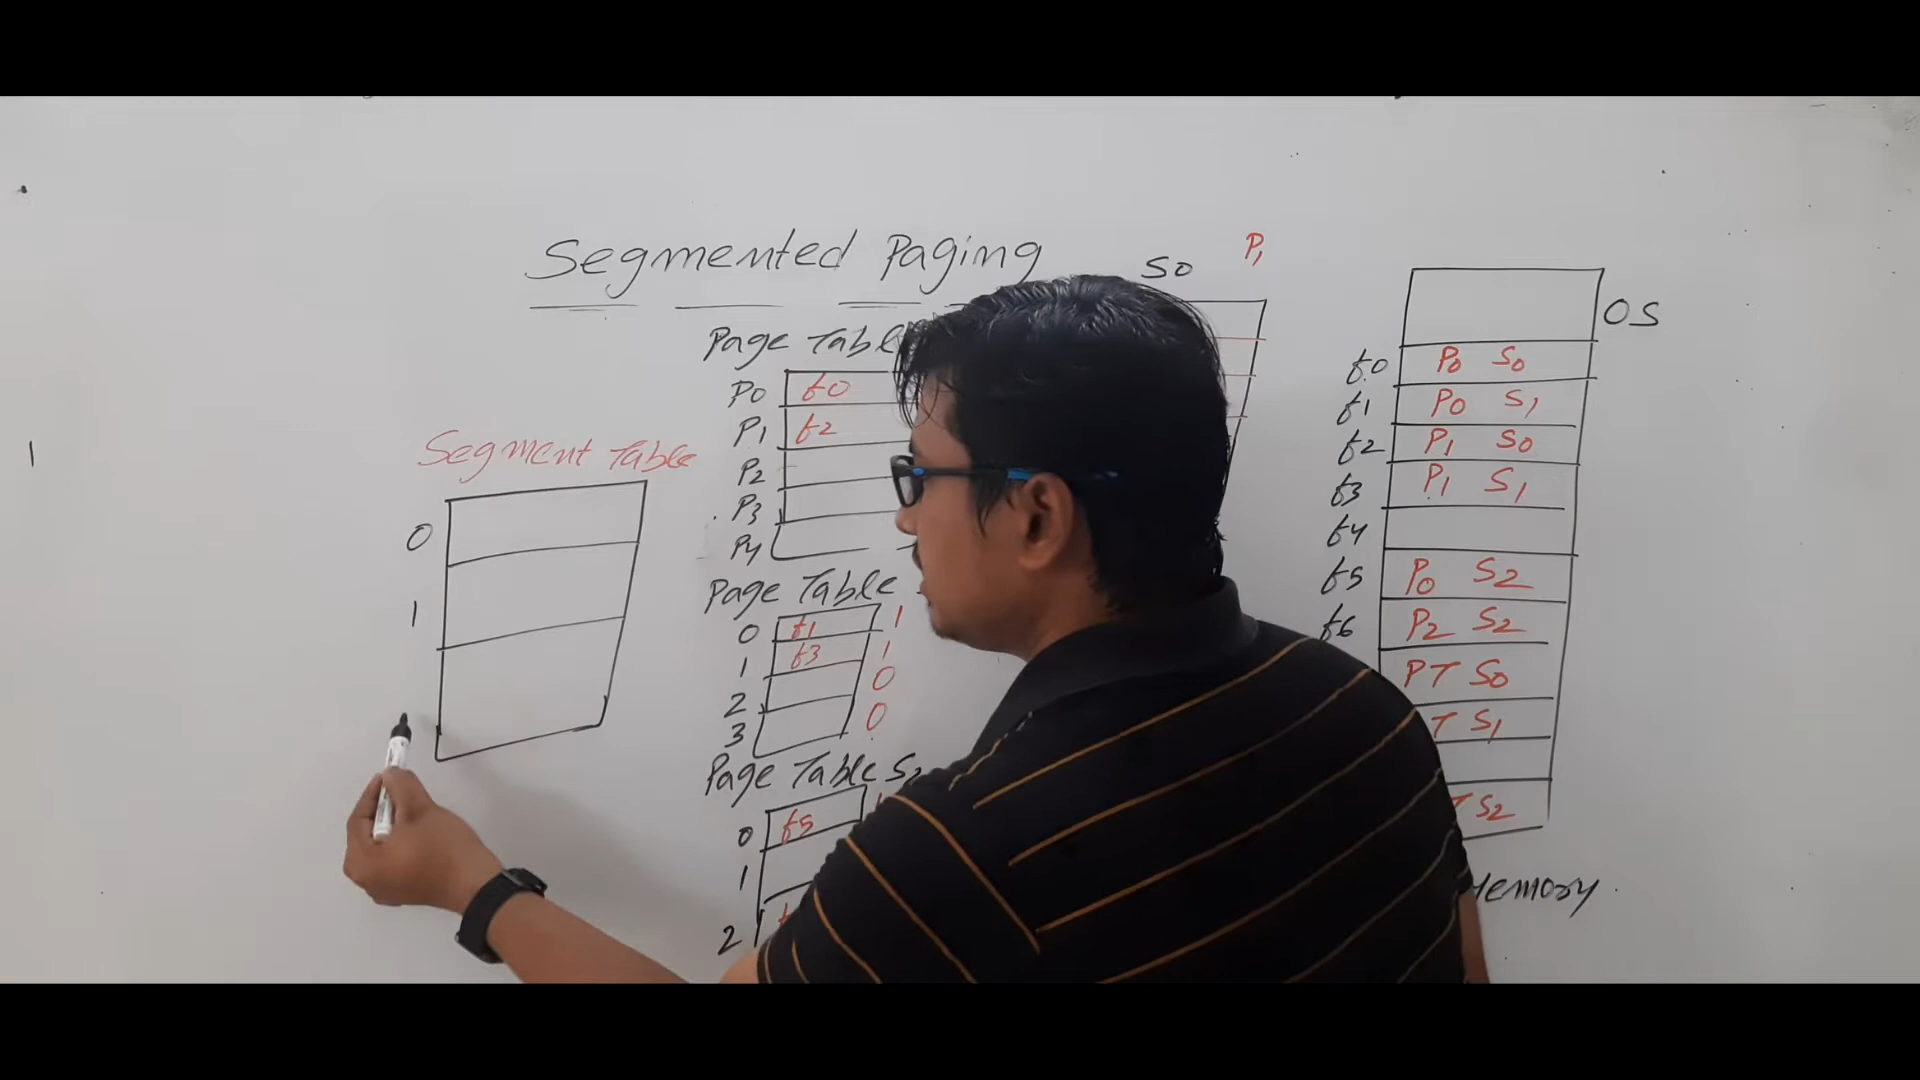 Segmented Paging
Segment Table
0
1
Page Table
P0 f0
P1 f2
P2
P3
P4
Page Table
0 f1 1
1 f3 1
2 0
3 0
Page Table S2
0 f5
1
2
S0 P1
OS
f0 P0 S0
f1 P0 S1
f2 P1 S0
f3 P1 S1
f4
f5 P0 S2
f6 P2 S2
PT S0
T S1
T S2